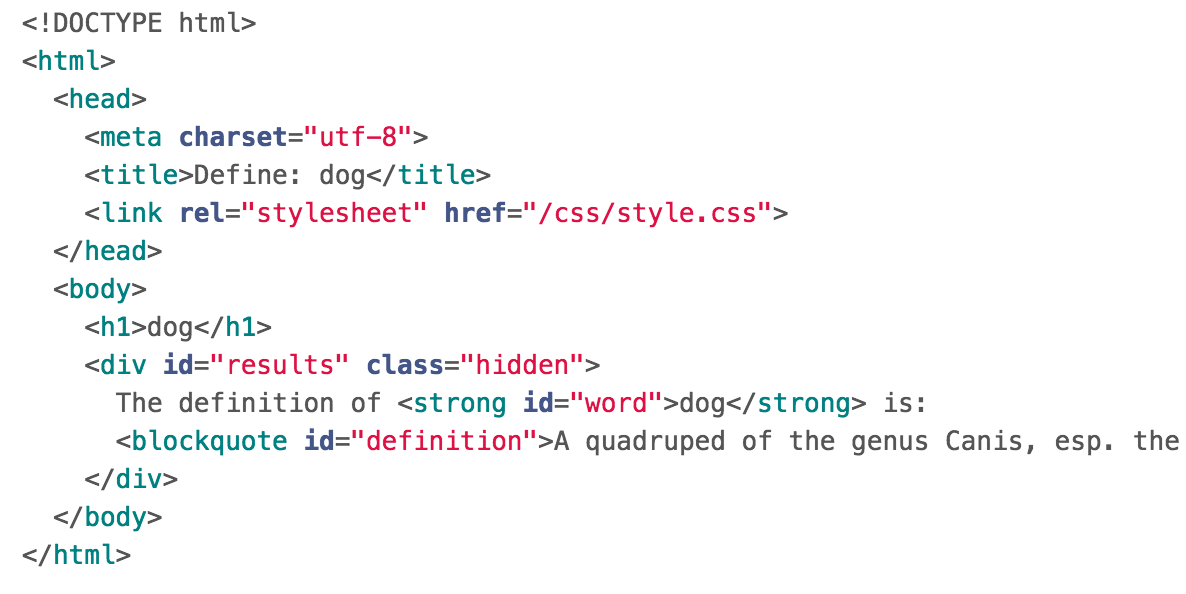 <!DOCTYPE html>
<html>
  <head>
    <meta charset="utf-8">
    <title>Define: dog</title>
    <link rel="stylesheet" href="/css/style.css">
  </head>
  <body>
    <h1>dog</h1>
    <div id="results" class="hidden">
      The definition of <strong id="word">dog</strong> is:
      <blockquote id="definition">A quadruped of the genus Canis, esp. the
    </div>
  </body>
</html>